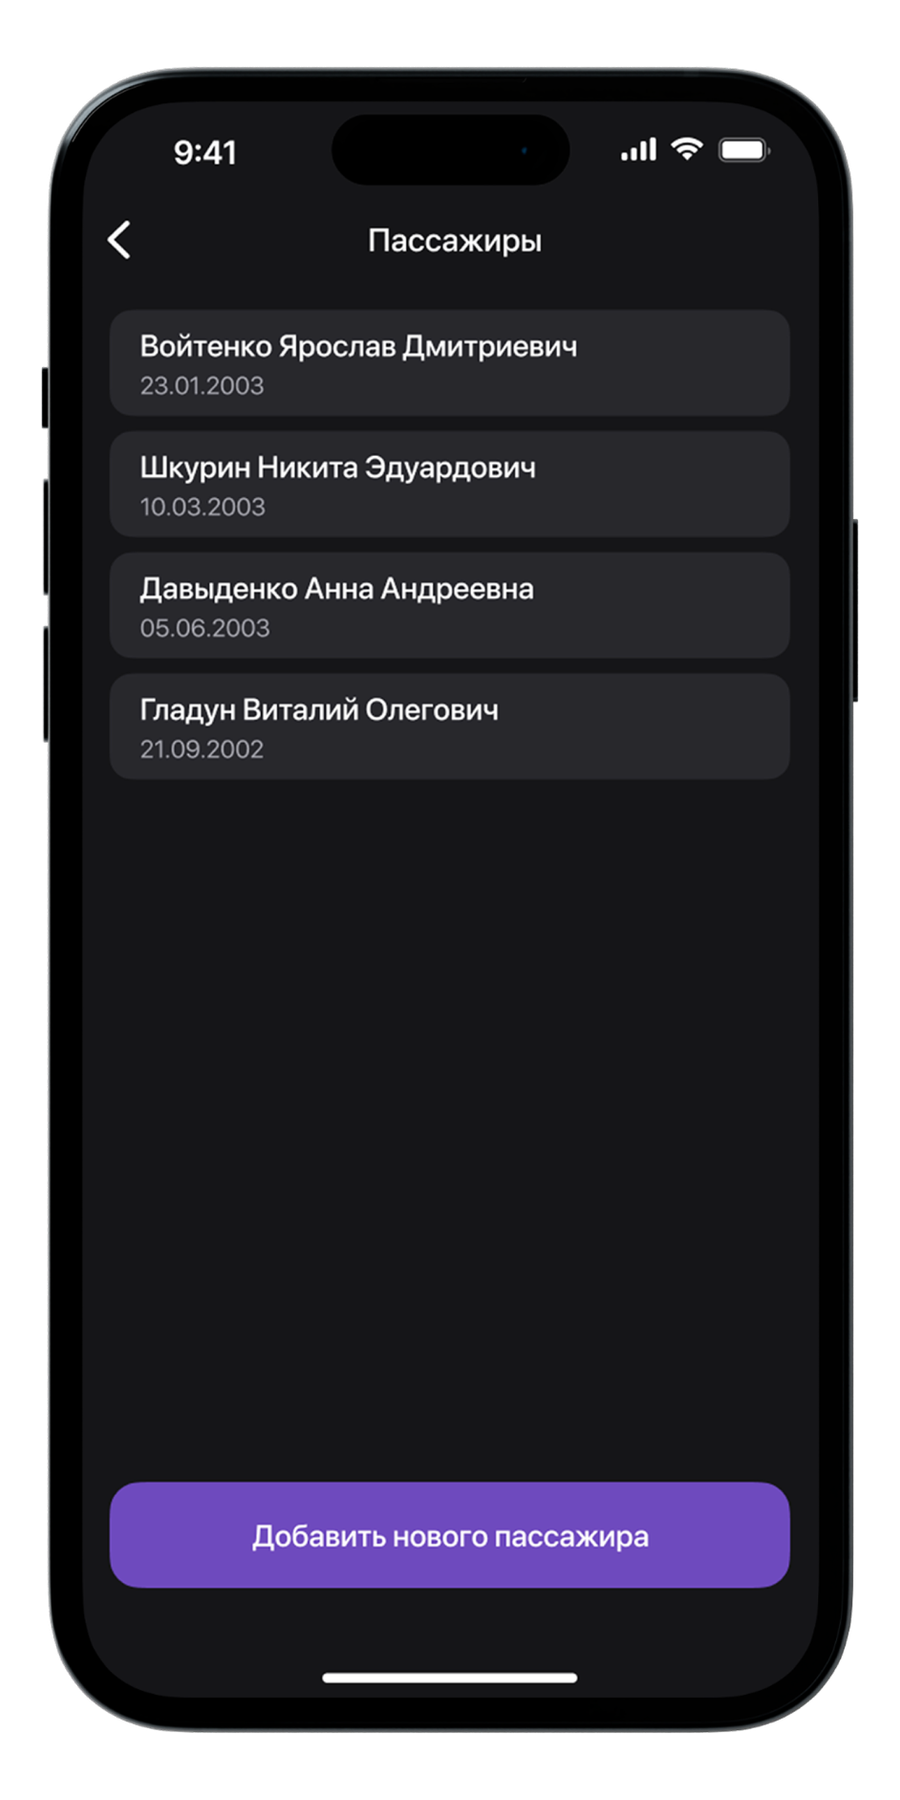 9:41
Пассажиры
Войтенко Ярослав Дмитриевич
23.01.2003
Шкурин Никита Эдуардович
10.03.2003
Давыденко Анна Андреевна
05.06.2003
Гладун Виталий Олегович
21.09.2002
Добавить нового пассажира